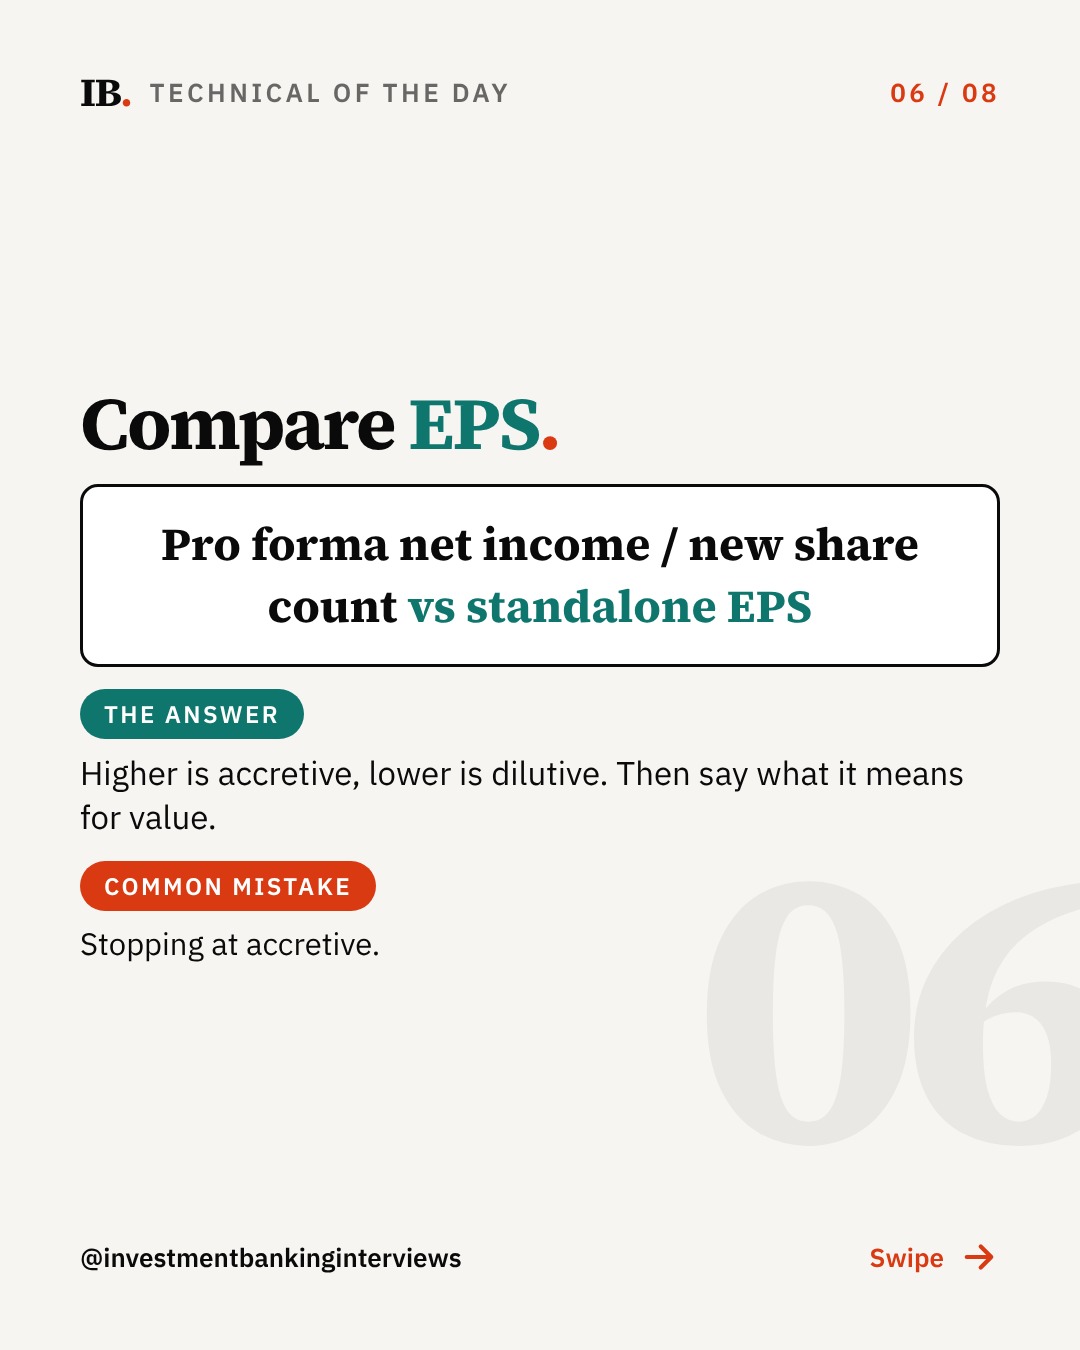 IB. TECHNICAL OF THE DAY
06 / 08
Compare EPS.
Pro forma net income / new share
count vs standalone EPS
THE ANSWER
Higher is accretive, lower is dilutive. Then say what it means
for value.
COMMON MISTAKE
Stopping at accretive.
06
@investmentbankinginterviews
Swipe →